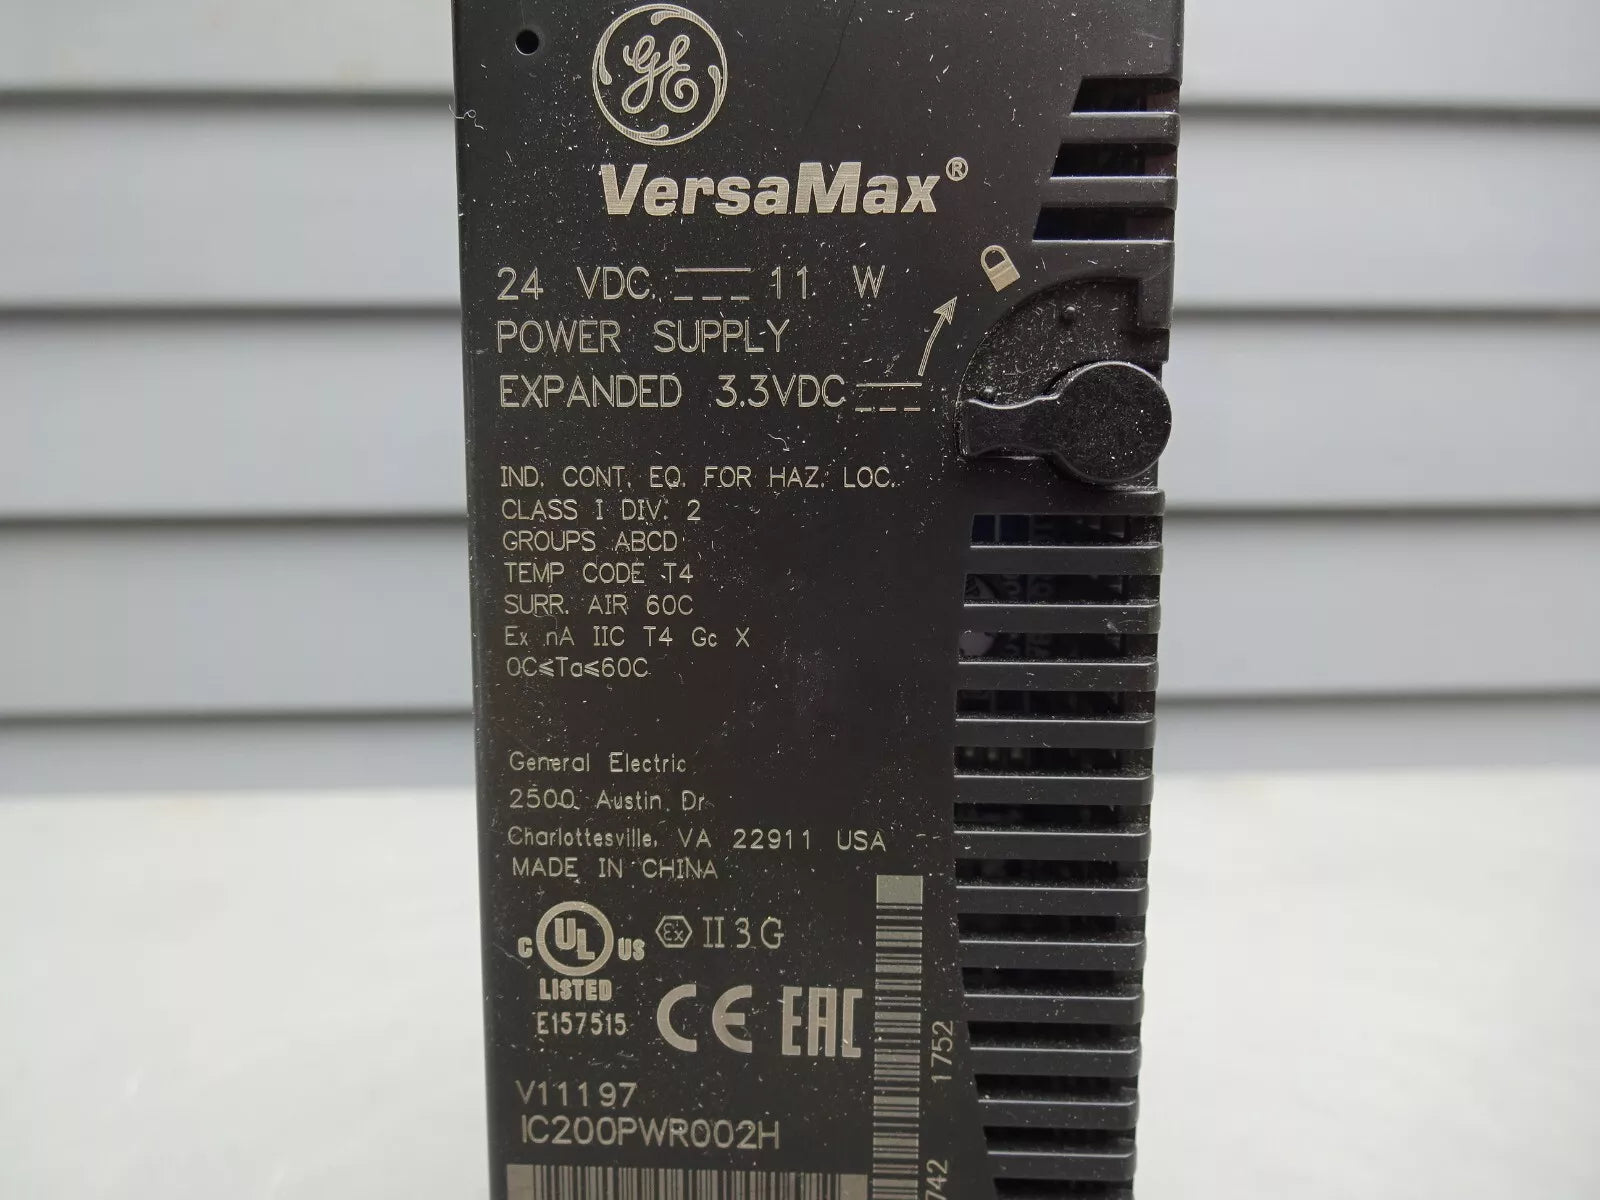 GE
VersaMax®
24 VDC 11 W
POWER SUPPLY
EXPANDED 3.3VDC
IND. CONT. EQ. FOR HAZ. LOC.
CLASS I DIV. 2
GROUPS ABCD
TEMP CODE T4
SURR. AIR 60C
Ex nA IIC T4 Gc X
0C≤Ta≤60C
General Electric
2500 Austin Dr
Charlottesville, VA 22911 USA
MADE IN CHINA
C UL US
LISTED
E157515
Ex II 3 G
CE EAC
V11197
IC200PWR002H
1752
742